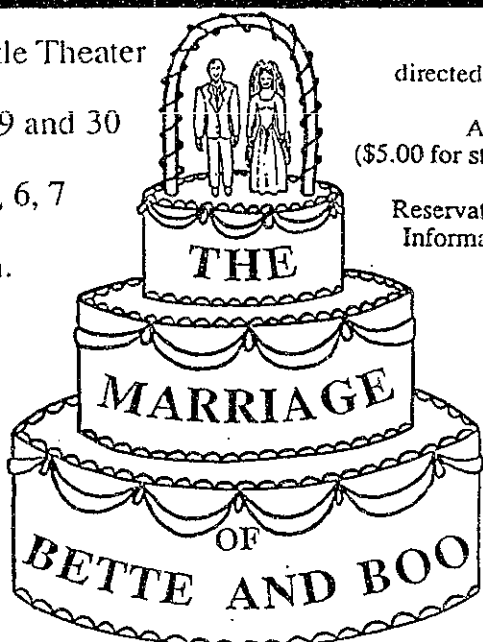 tle Theater
9 and 30
, 6, 7
directed
A
($5.00 for st
Reservat
Informa
THE
MARRIAGE
OF
BETTE AND BOO